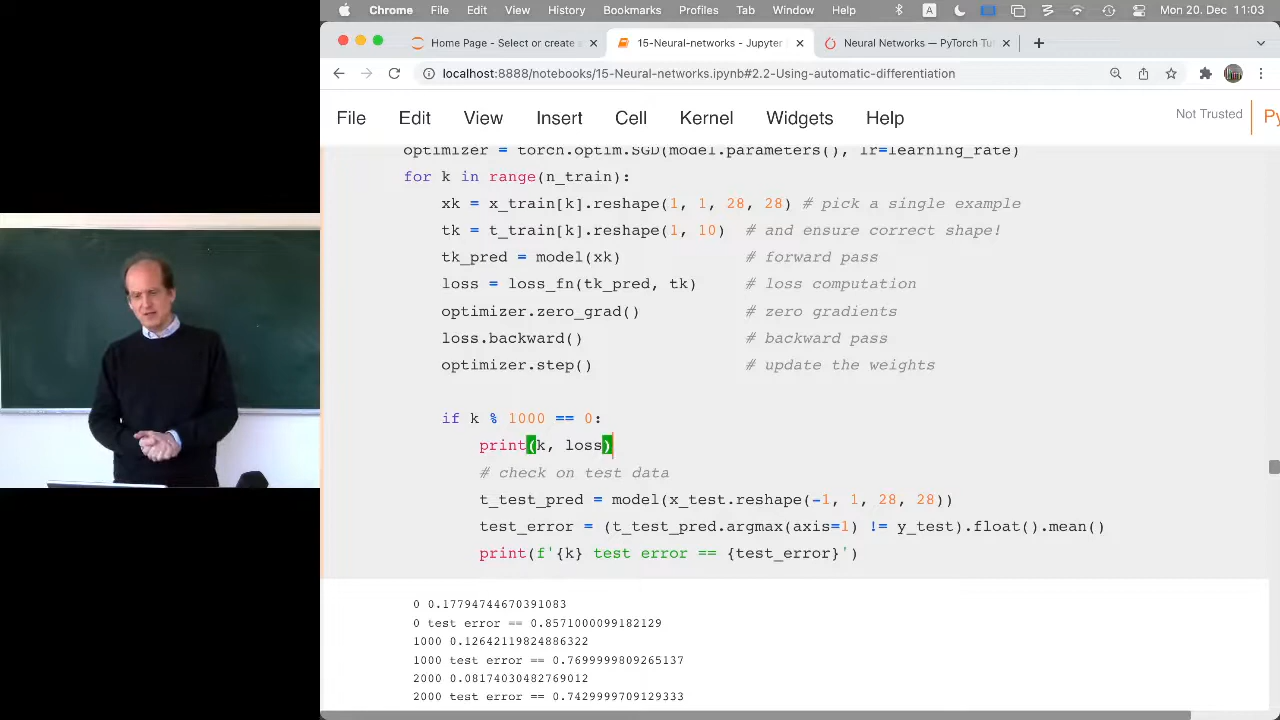 Chrome File Edit View History Bookmarks Profiles Tab Window Help A Mon 20. Dec 11:03
Home Page - Select or create a 15-Neural-networks - Jupyter Neural Networks — PyTorch Tut
localhost:8888/notebooks/15-Neural-networks.ipynb#2.2-Using-automatic-differentiation
File Edit View Insert Cell Kernel Widgets Help Not Trusted Py
optimizer = torch.optim.SGD(model.parameters(), lr=learning_rate)
for k in range(n_train):
xk = x_train[k].reshape(1, 1, 28, 28) # pick a single example
tk = t_train[k].reshape(1, 10) # and ensure correct shape!
tk_pred = model(xk) # forward pass
loss = loss_fn(tk_pred, tk) # loss computation
optimizer.zero_grad() # zero gradients
loss.backward() # backward pass
optimizer.step() # update the weights
if k % 1000 == 0:
print(k, loss)
# check on test data
t_test_pred = model(x_test.reshape(-1, 1, 28, 28))
test_error = (t_test_pred.argmax(axis=1) != y_test).float().mean()
print(f'{k} test error == {test_error}')
0 0.17794744670391083
0 test error == 0.8571000099182129
1000 0.12642119824886322
1000 test error == 0.7699999809265137
2000 0.08174030482769012
2000 test error == 0.7429999709129333